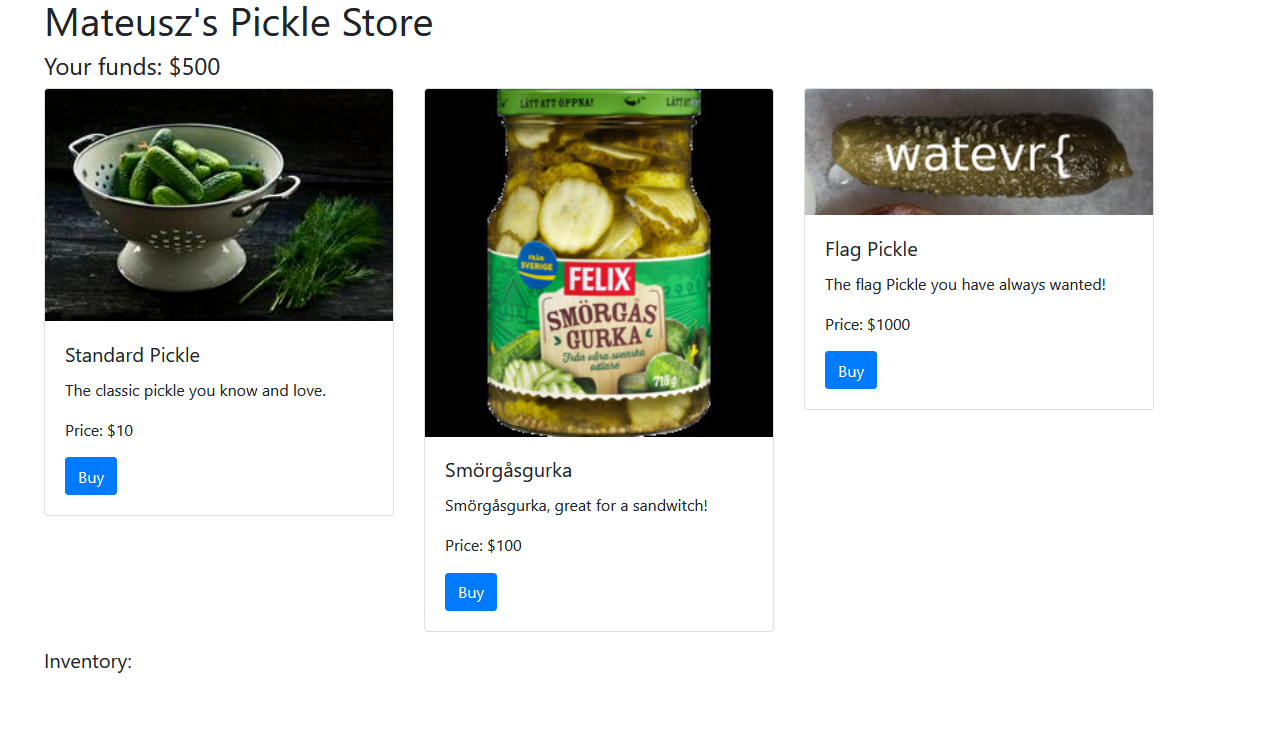 Mateusz's Pickle Store
Your funds: $500
LÄTT ATT ÖPPNA!
LÄTT
FRÅN
SVERIGE
FELIX
SMÖRGÅS
GURKA
Från våra svenska
odlare
715 g
watevr{
Standard Pickle
The classic pickle you know and love.
Price: $10
Buy
Smörgåsgurka
Smörgåsgurka, great for a sandwitch!
Price: $100
Buy
Flag Pickle
The flag Pickle you have always wanted!
Price: $1000
Buy
Inventory: